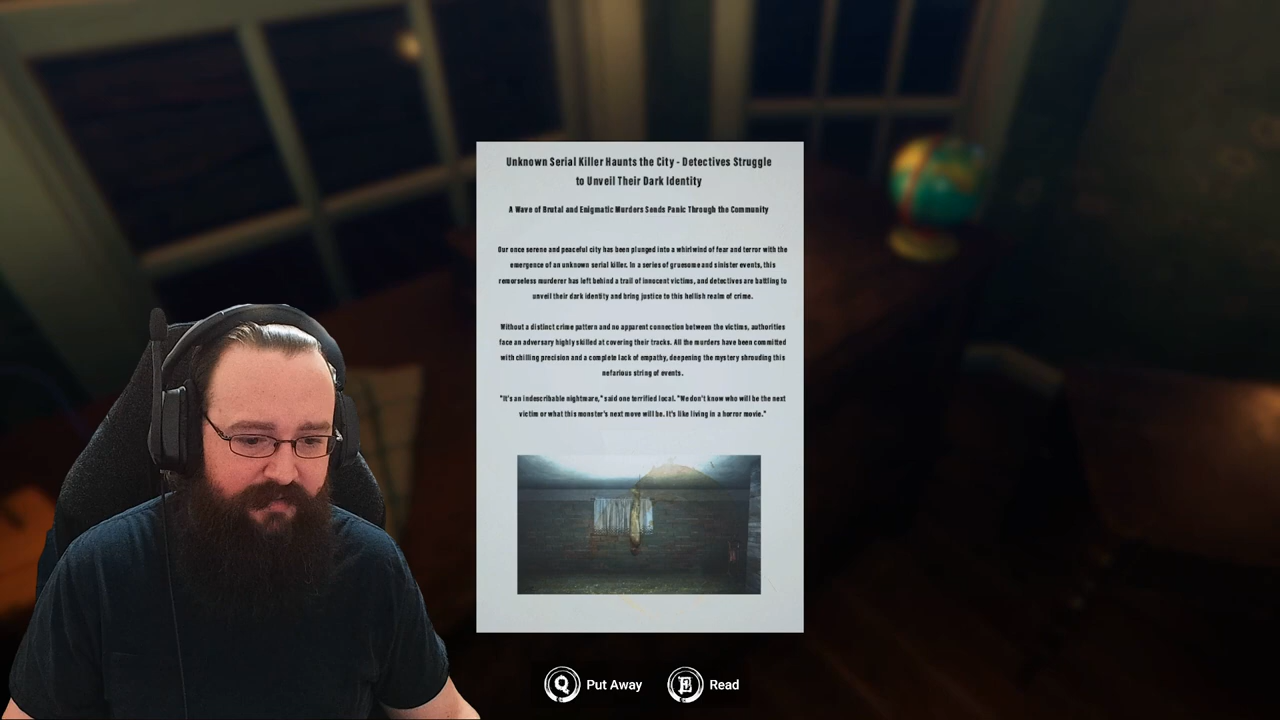 Unknown Serial Killer Haunts the City - Detectives Struggle
to Unveil Their Dark Identity
A Wave of Brutal and Enigmatic Murders Sends Panic Through the Community
Our once serene and peaceful city has been plunged into a whirlwind of fear and terror with the
emergence of an unknown serial killer. In a series of gruesome and sinister events, this
remorseless murderer has left behind a trail of innocent victims, and detectives are battling to
unveil their dark identity and bring justice to this hellish realm of crime.
Without a distinct crime pattern and no apparent connection between the victims, authorities
face an adversary highly skilled at covering their tracks. All the murders have been committed
with chilling precision and a complete lack of empathy, deepening the mystery shrouding this
nefarious string of events.
"It's an indescribable nightmare," said one terrified local. "We don't know who will be the next
victim or what this monster's next move will be. It's like living in a horror movie."
Q Put Away E Read